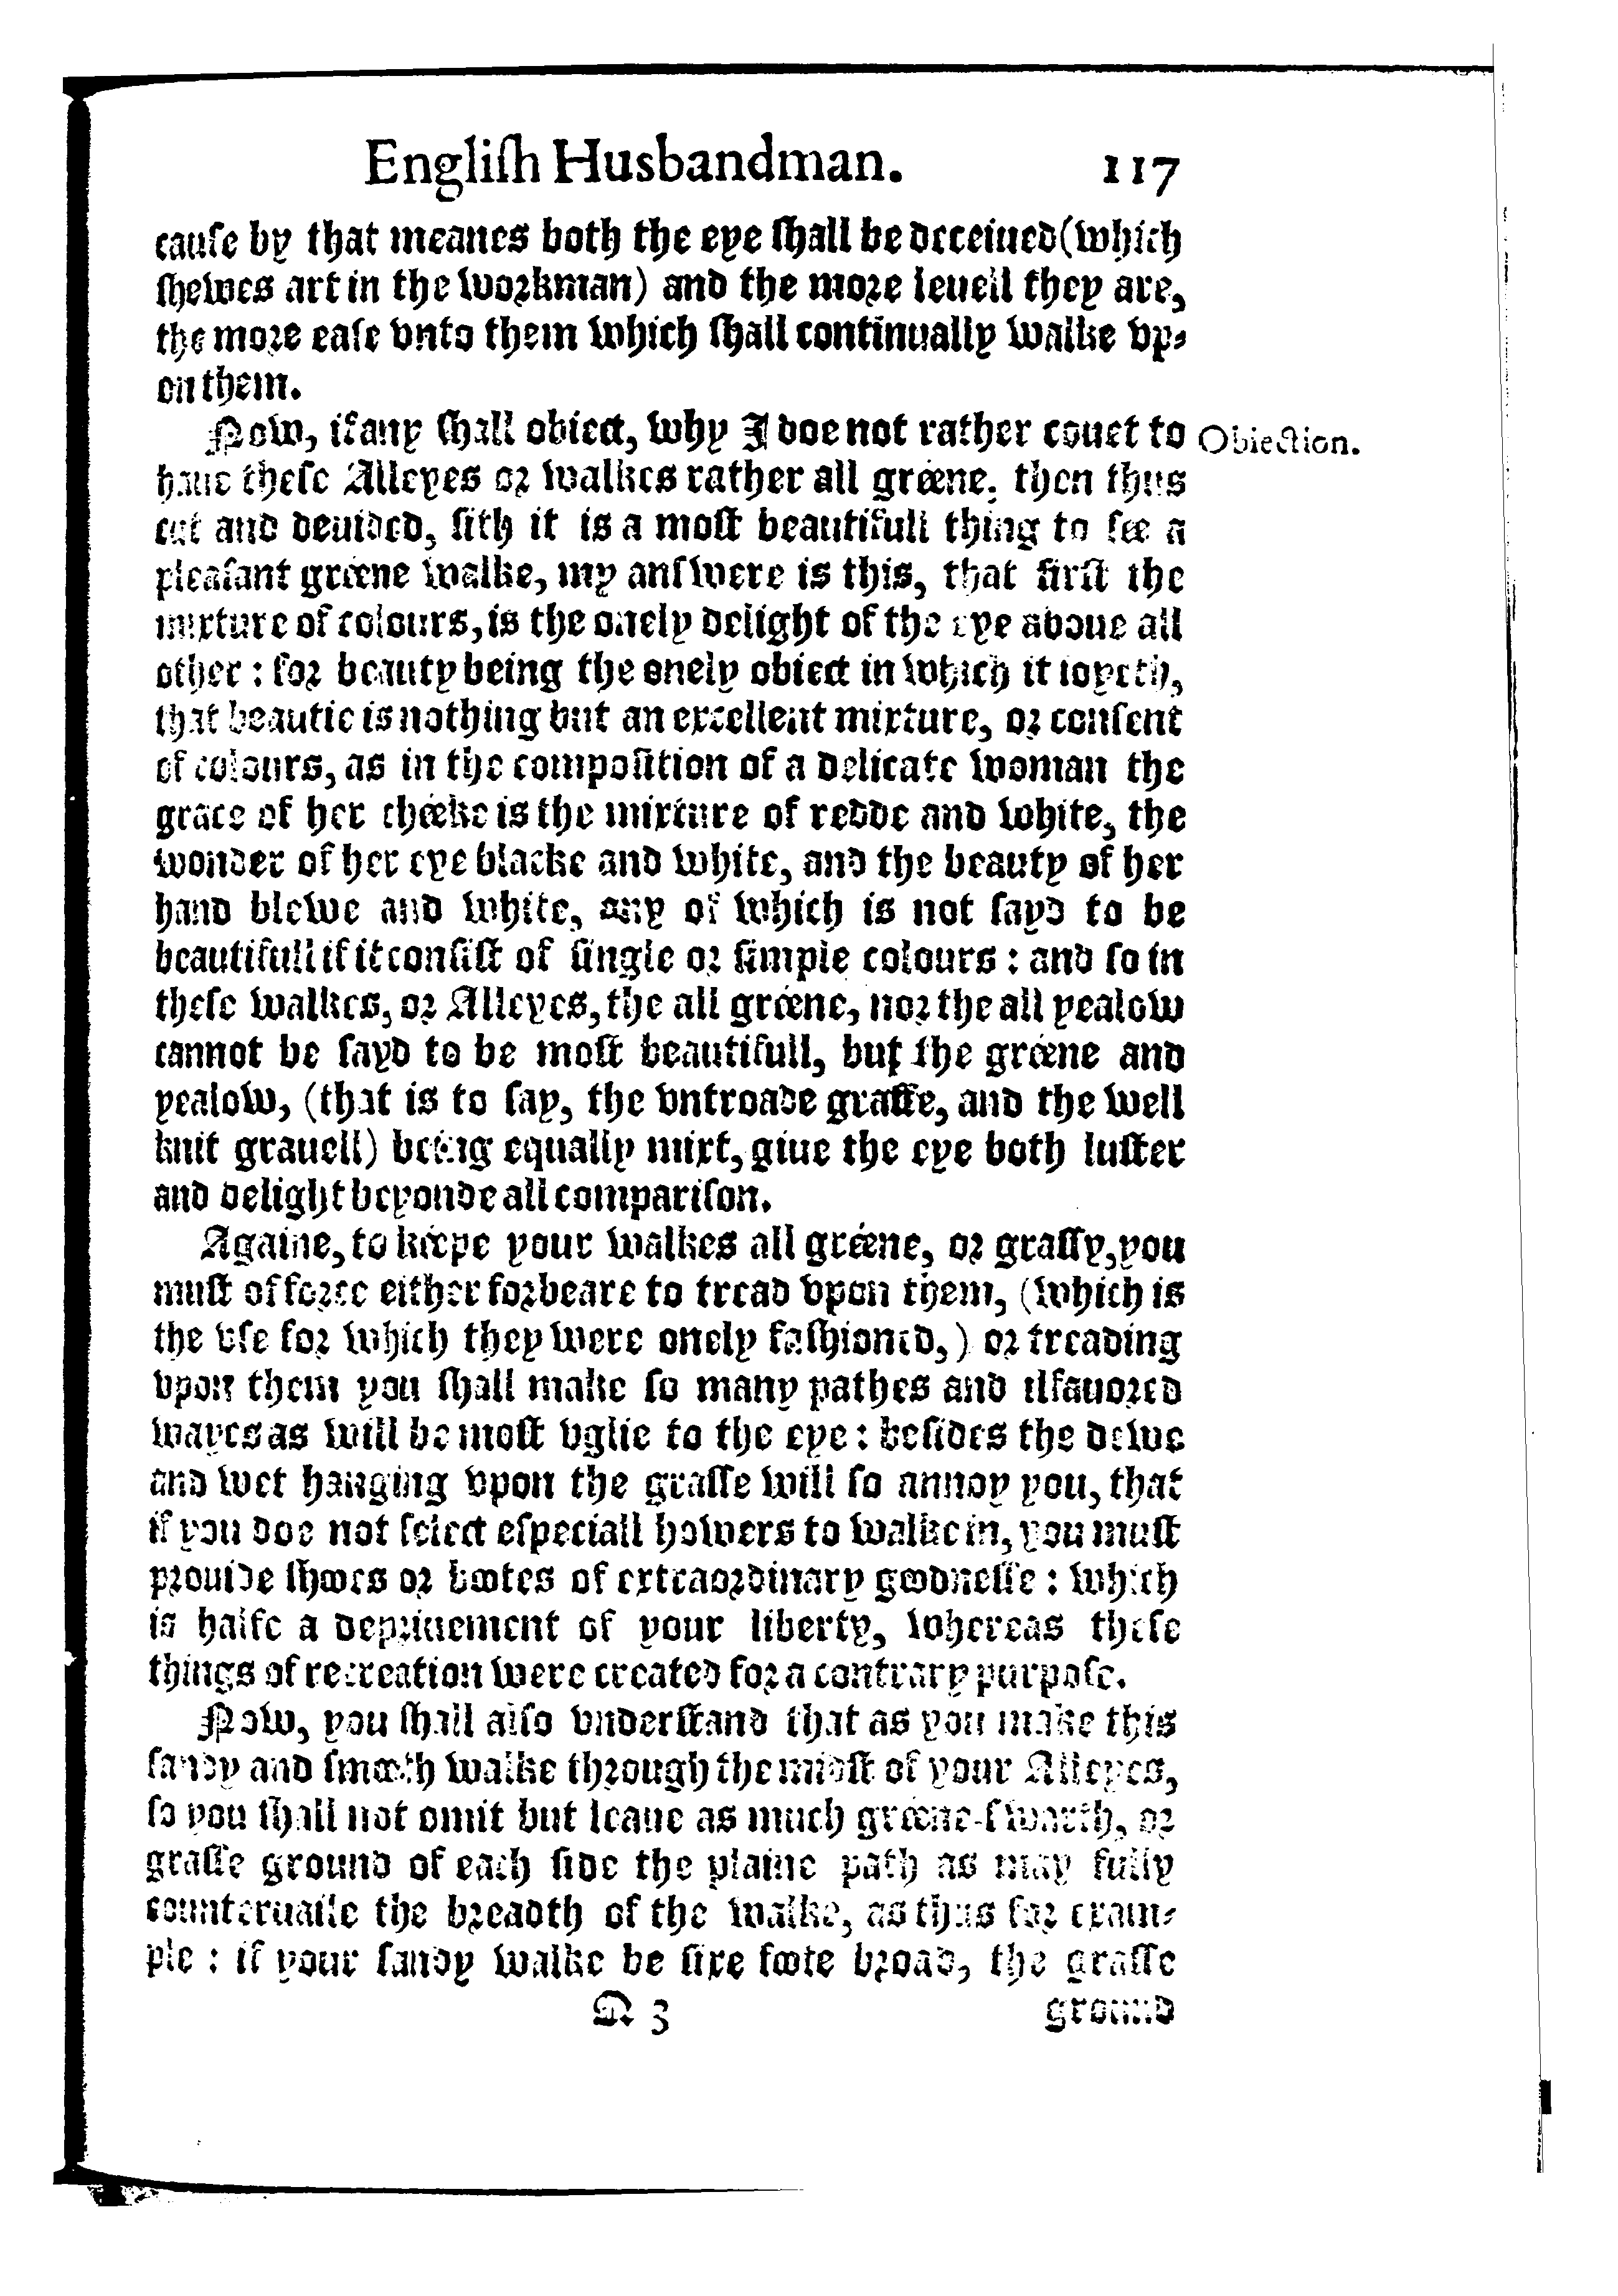 Engliſh Husbandman. 117
cauſe by that meanes both the eye ſhall be deceiued (which
ſhewes art in the workman) and the more leuell they are,
the more eaſe vnto them which ſhall continually walke vp-
on them.
Now, if any ſhall obiect, why I doe not rather couet to
Obiection.
haue theſe Alleyes or walkes rather all greene, then thus
cut and deuided, ſith it is a moſt beautifull thing to ſee a
pleaſant greene walke, my anſwere is this, that firſt the
mixture of colours, is the onely delight of the eye aboue all
other: for beauty being the onely obiect in which it ioyeth,
that beautie is nothing but an excellent mixture, or conſent
of colours, as in the compoſition of a delicate woman the
grace of her cheeke is the mixture of redde and white, the
wonder of her eye blacke and white, and the beauty of her
hand blewe and white, any of which is not ſayd to be
beautifull if it conſiſt of ſingle or ſimple colours: and ſo in
theſe walkes, or Alleyes, the all greene, nor the all yealow
cannot be ſayd to be moſt beautifull, but the greene and
yealow, (that is to ſay, the vntroade graſſe, and the well
knit grauell) being equally mixt, giue the eye both luſter
and delight beyonde all compariſon.
Againe, to keepe your walkes all greene, or graſſy, you
muſt of force either forbeare to tread vpon them, (which is
the vſe for which they were onely faſhioned,) or treading
vpon them you ſhall make ſo many pathes and ilfauored
wayes as will be moſt vglie to the eye: beſides the dewe
and wet hanging vpon the graſſe will ſo annoy you, that
if you doe not ſelect eſpeciall howers to walke in, you muſt
prouide ſhooes or bootes of extraordinary goodneſſe: which
is halfe a depriuement of your liberty, whereas theſe
things of recreation were created for a contrary purpoſe.
Now, you ſhall alſo vnderſtand that as you make this
ſandy and ſmooth walke through the midſt of your Alleyes,
ſo you ſhall not omit but leaue as much greene-ſwarth, or
graſſe ground of each ſide the plaine path as may fully
counteruaile the breadth of the walke, as thus for exam-
ple: if your ſandy walke be ſixe foote broad, the graſſe
N 3 ground